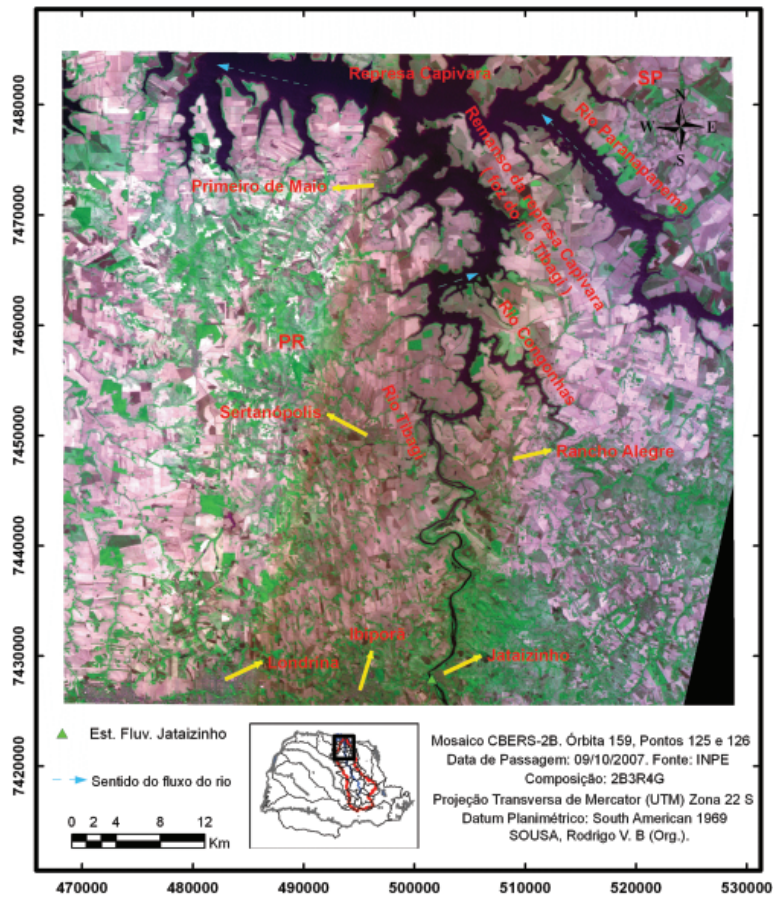 Represa Capivara
SP
N
W E
S
Rio Paranapanema
Remanso da represa Capivara
( foz do rio Tibagi )
Primeiro de Maio
Rio Congonhas
PR
Sertanópolis
Rio Tibagi
Rancho Alegre
Ibiporã
Londrina
Jataizinho
7480000
7470000
7460000
7450000
7440000
7430000
7420000
Est. Fluv. Jataizinho
Sentido do fluxo do rio
0 2 4 8 12
Km
Mosaico CBERS-2B. Órbita 159, Pontos 125 e 126
Data de Passagem: 09/10/2007. Fonte: INPE
Composição: 2B3R4G
Projeção Transversa de Mercator (UTM) Zona 22 S
Datum Planimétrico: South American 1969
SOUSA, Rodrigo V. B (Org.).
470000 480000 490000 500000 510000 520000 530000